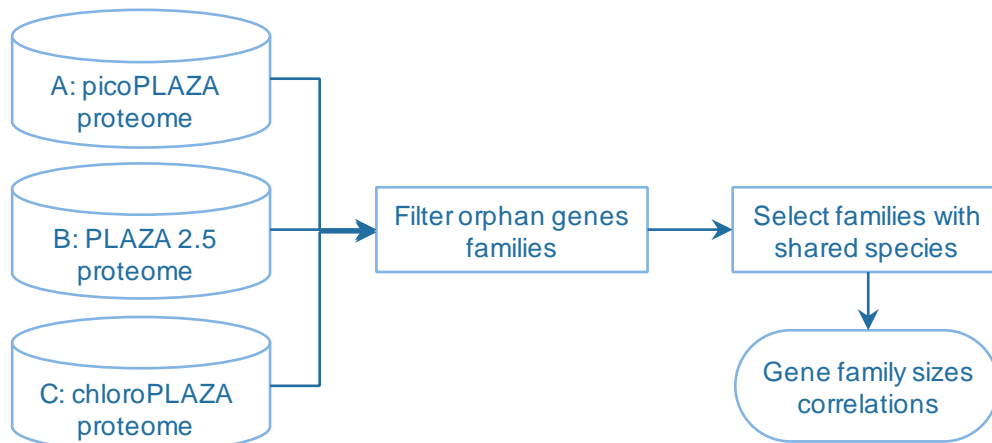 A: picoPLAZA
proteome
B: PLAZA 2.5
proteome
C: chloroPLAZA
proteome
Filter orphan genes
families
Select families with
shared species
Gene family sizes
correlations